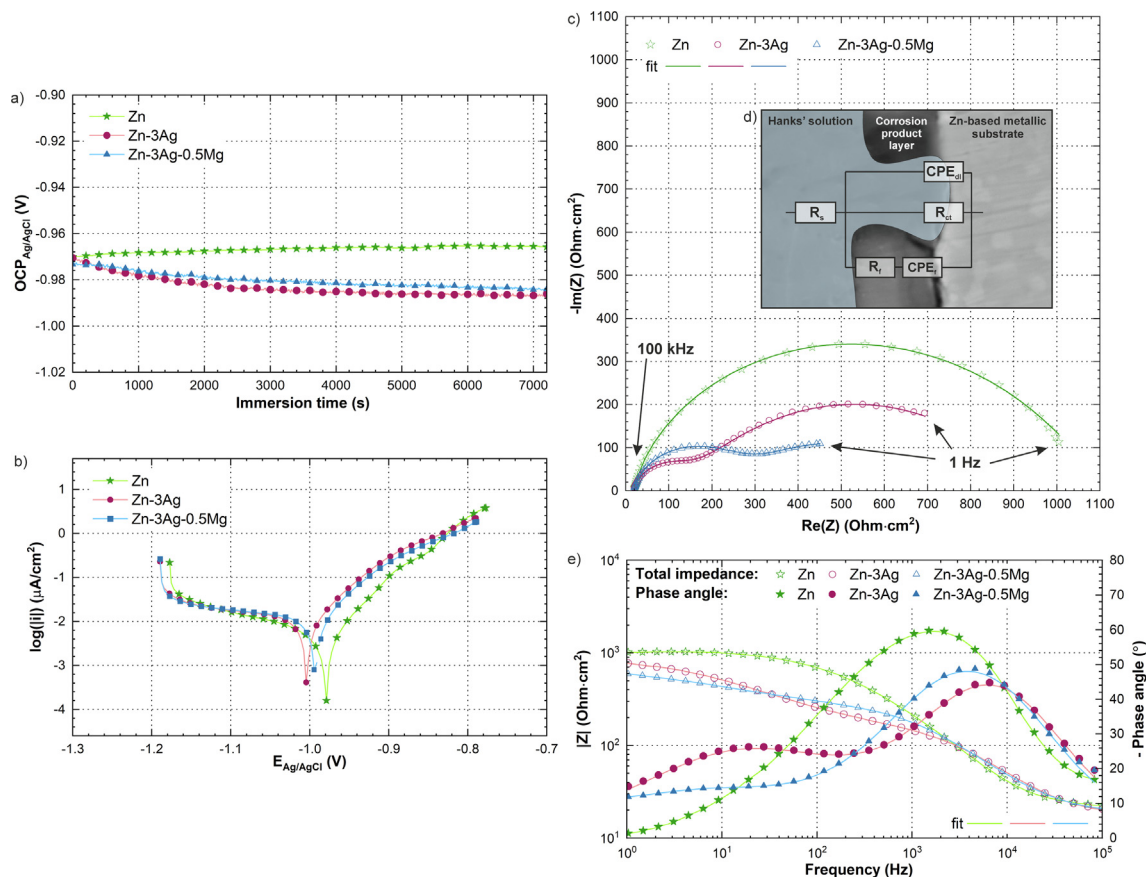 a)
Zn
Zn-3Ag
Zn-3Ag-0.5Mg
-0.90
-0.92
-0.94
-0.96
-0.98
-1.00
-1.02
OCP Ag/AgCl (V)
0 1000 2000 3000 4000 5000 6000 7000
Immersion time (s)
b)
Zn
Zn-3Ag
Zn-3Ag-0.5Mg
1
0
-1
-2
-3
-4
log(|i|) (μA/cm²)
-1.3 -1.2 -1.1 -1.0 -0.9 -0.8 -0.7
E Ag/AgCl (V)
c)
Zn Zn-3Ag Zn-3Ag-0.5Mg
fit
1100
1000
900
800
700
600
500
400
300
200
100
0
-Im(Z) (Ohm·cm²)
d)
Hanks' solution
Corrosion product layer
Zn-based metallic substrate
CPE dl
R s
R ct
R f
CPE f
100 kHz
1 Hz
0 100 200 300 400 500 600 700 800 900 1000 1100
Re(Z) (Ohm·cm²)
e)
Total impedance: Zn Zn-3Ag Zn-3Ag-0.5Mg
Phase angle: Zn Zn-3Ag Zn-3Ag-0.5Mg
10⁴
10³
10²
10¹
|Z| (Ohm·cm²)
80
70
60
50
40
30
20
10
0
- Phase angle (°)
fit
10⁰ 10¹ 10² 10³ 10⁴ 10⁵
Frequency (Hz)